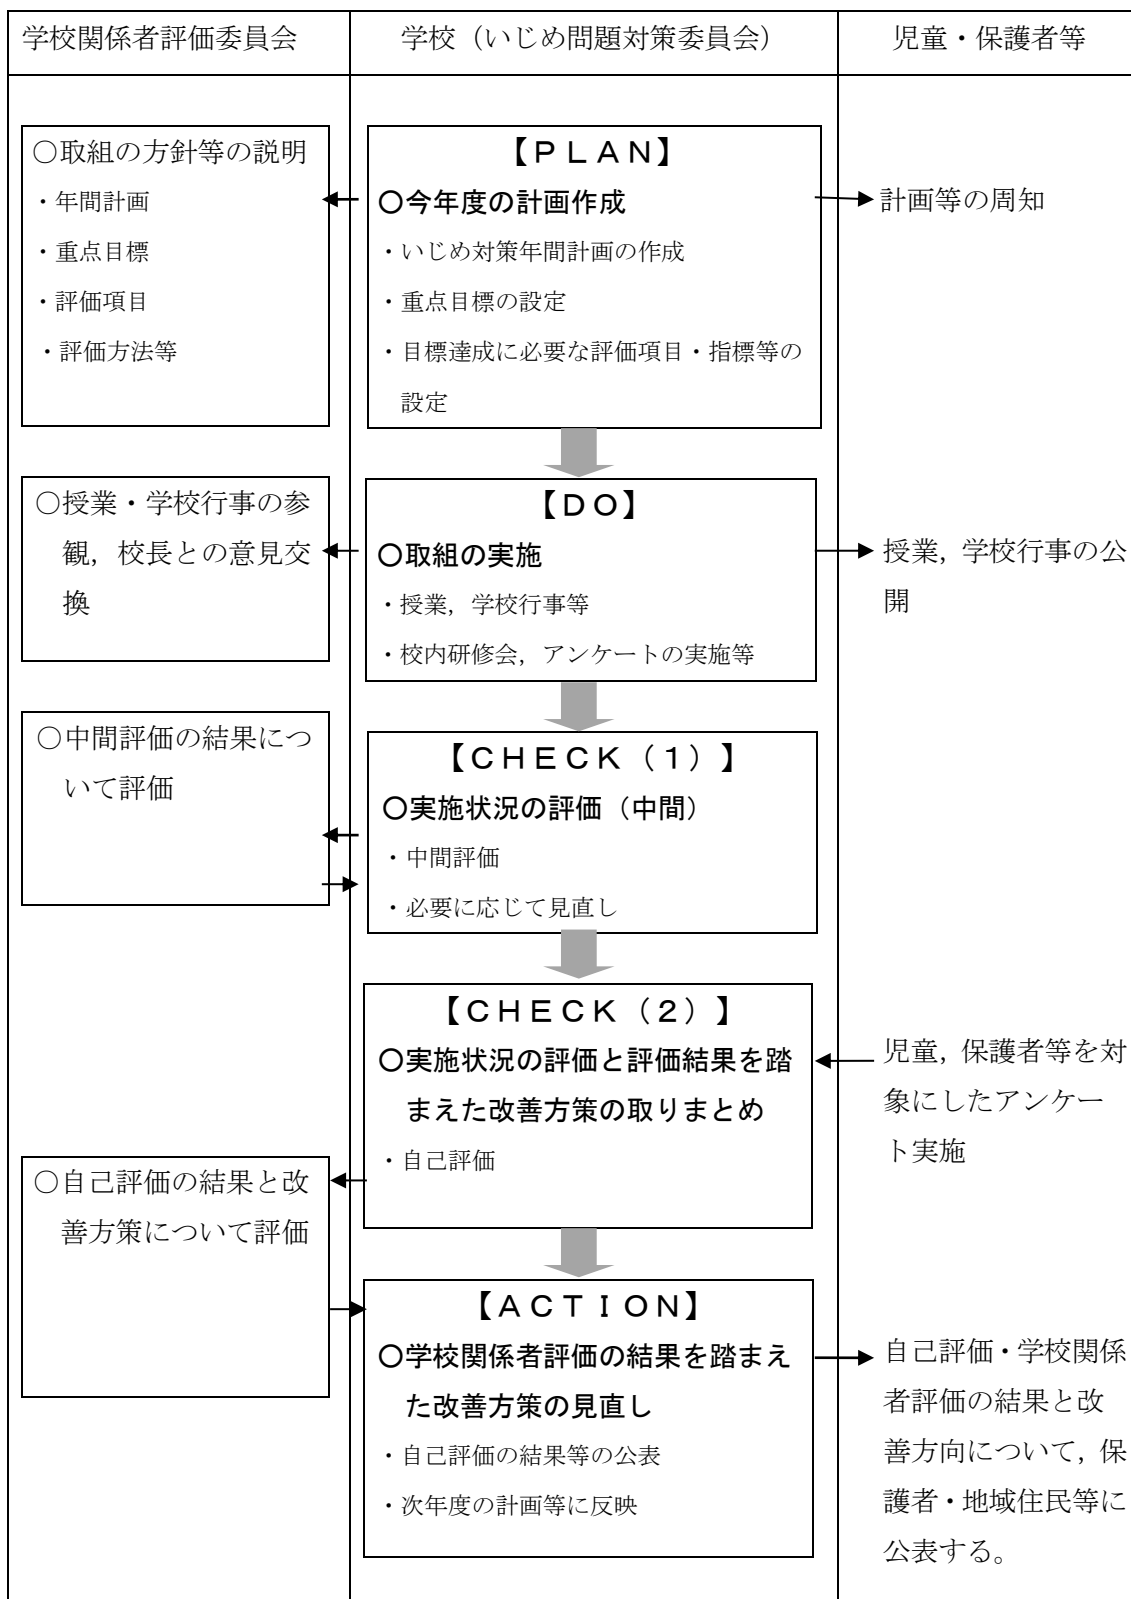 学校関係者評価委員会
学校（いじめ問題対策委員会）
児童・保護者等
○取組の方針等の説明
・年間計画
・重点目標
・評価項目
・評価方法等
【ＰＬＡＮ】
○今年度の計画作成
・いじめ対策年間計画の作成
・重点目標の設定
・目標達成に必要な評価項目・指標等の
設定
計画等の周知
○授業・学校行事の参
観，校長との意見交
換
【ＤＯ】
○取組の実施
・授業，学校行事等
・校内研修会，アンケートの実施等
授業，学校行事の公
開
○中間評価の結果につ
いて評価
【ＣＨＥＣＫ（１）】
○実施状況の評価（中間）
・中間評価
・必要に応じて見直し
【ＣＨＥＣＫ（２）】
○実施状況の評価と評価結果を踏
まえた改善方策の取りまとめ
・自己評価
児童，保護者等を対
象にしたアンケー
ト実施
○自己評価の結果と改
善方策について評価
【ＡＣＴＩＯＮ】
○学校関係者評価の結果を踏まえ
た改善方策の見直し
・自己評価の結果等の公表
・次年度の計画等に反映
自己評価・学校関係
者評価の結果と改
善方向について，保
護者・地域住民等に
公表する。